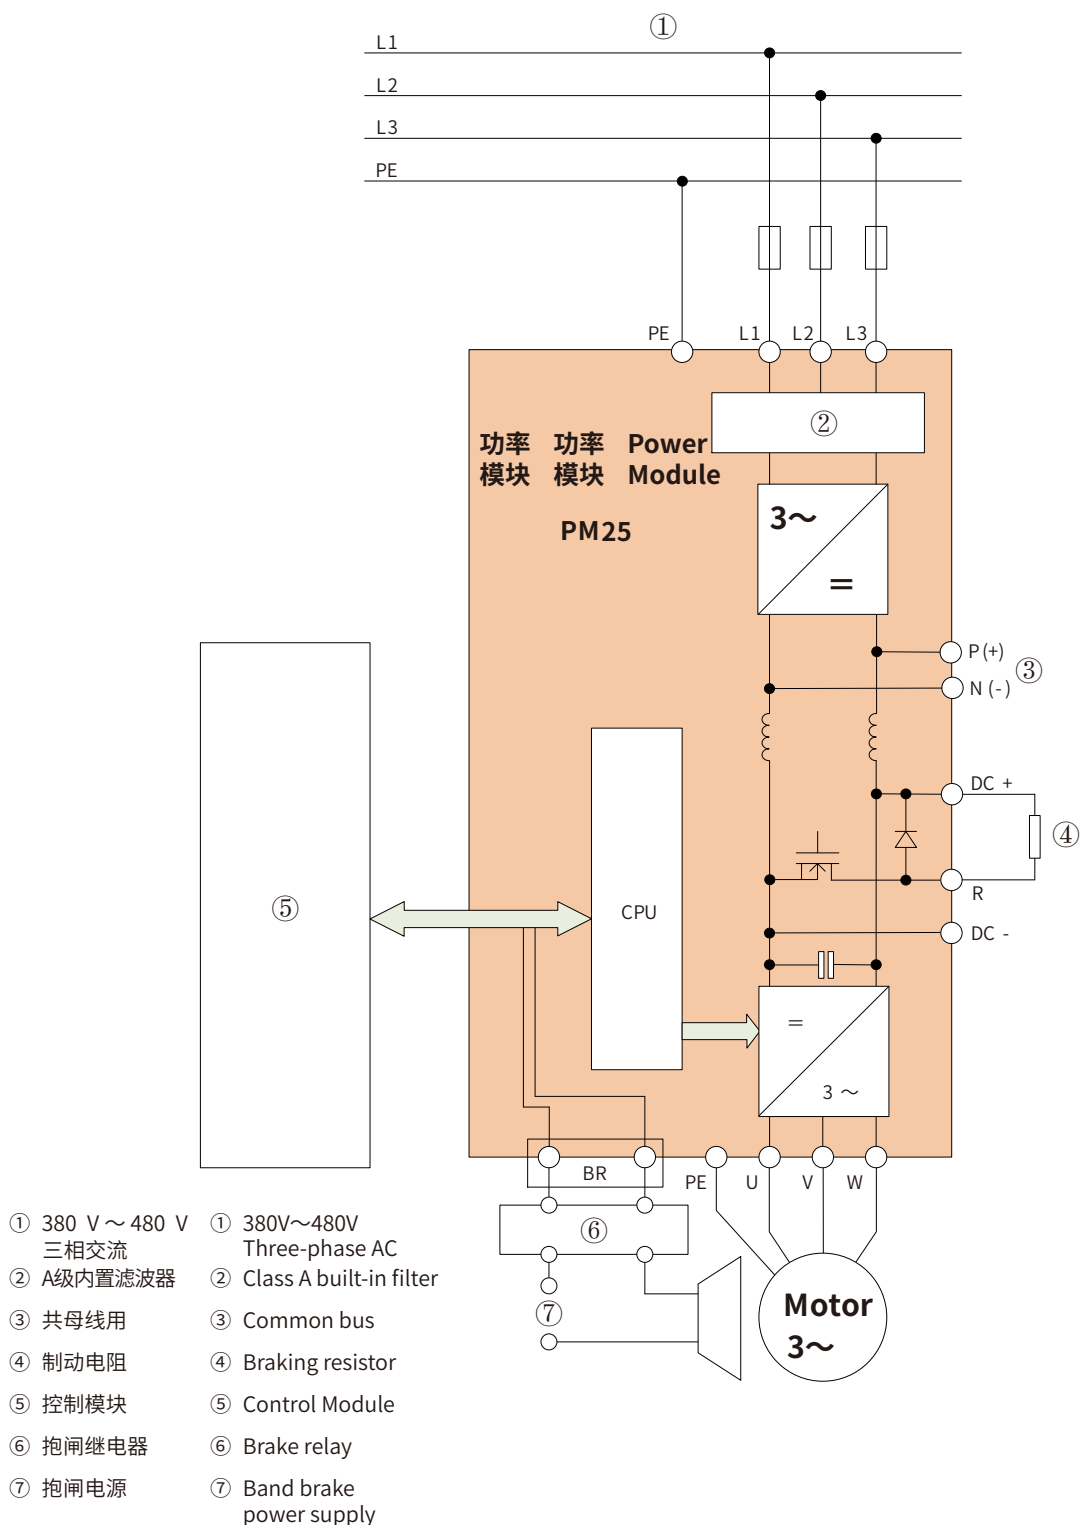 ①
L1
L2
L3
PE
PE L1 L2 L3
②
功率 功率 Power
模块 模块 Module
PM25
3～
=
P(+)
③
N(-)
DC +
④
R
DC -
⑤
CPU
=
3 ～
BR
PE U V W
⑥
⑦
Motor
3～
① 380 V ～ 480 V
三相交流
② A级内置滤波器
③ 共母线用
④ 制动电阻
⑤ 控制模块
⑥ 抱闸继电器
⑦ 抱闸电源
① 380V～480V
Three-phase AC
② Class A built-in filter
③ Common bus
④ Braking resistor
⑤ Control Module
⑥ Brake relay
⑦ Band brake
power supply